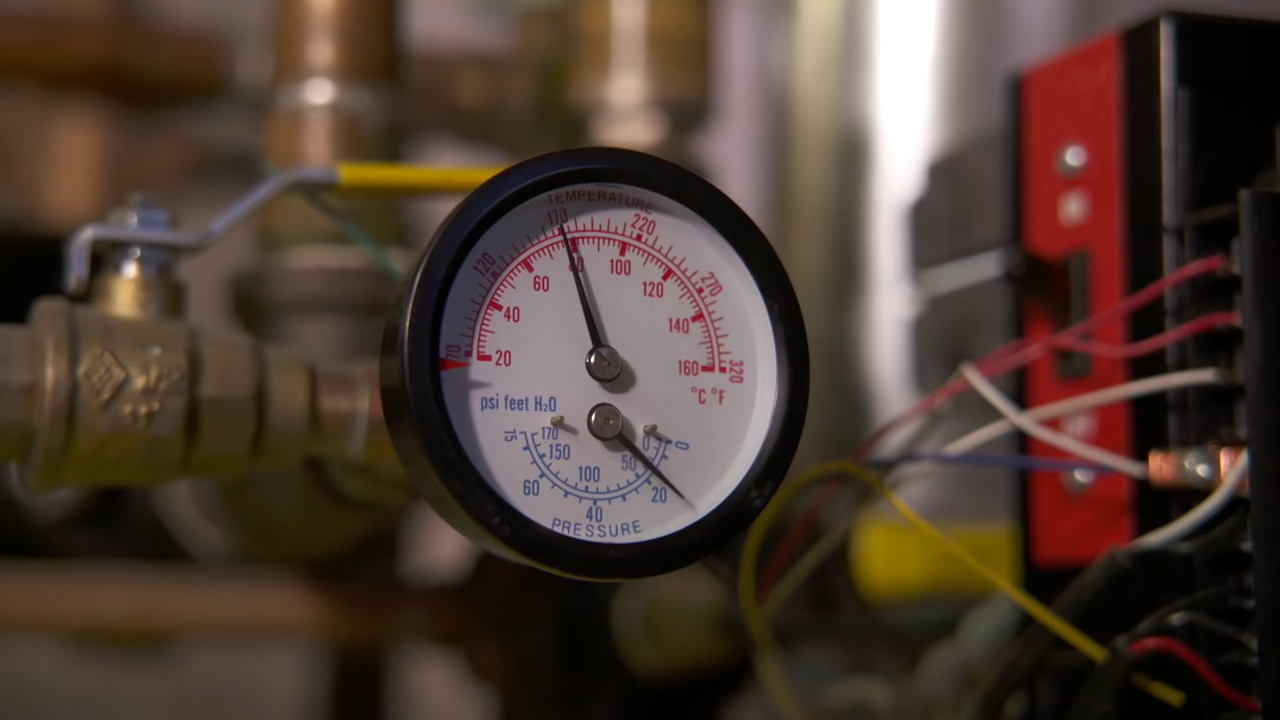 TEMPERATURE
70 120 170 220 270 320
20 40 60 80 100 120 140 160
°C °F
psi feet H₂O
170 150 100 50 0
75 60 40 20 0
PRESSURE